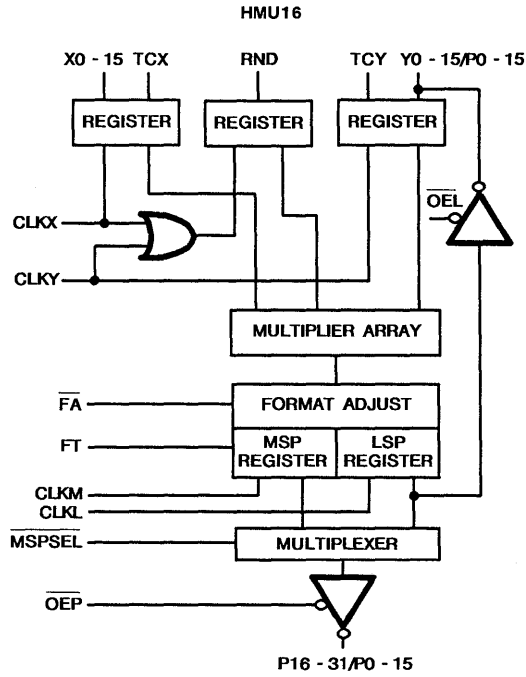 HMU16
X0 - 15 TCX RND TCY Y0 - 15/P0 - 15
REGISTER REGISTER REGISTER
OEL
CLKX
CLKY
MULTIPLIER ARRAY
FA FORMAT ADJUST
FT MSP REGISTER LSP REGISTER
CLKM
CLKL
MSPSEL MULTIPLEXER
OEP
P16 - 31/P0 - 15